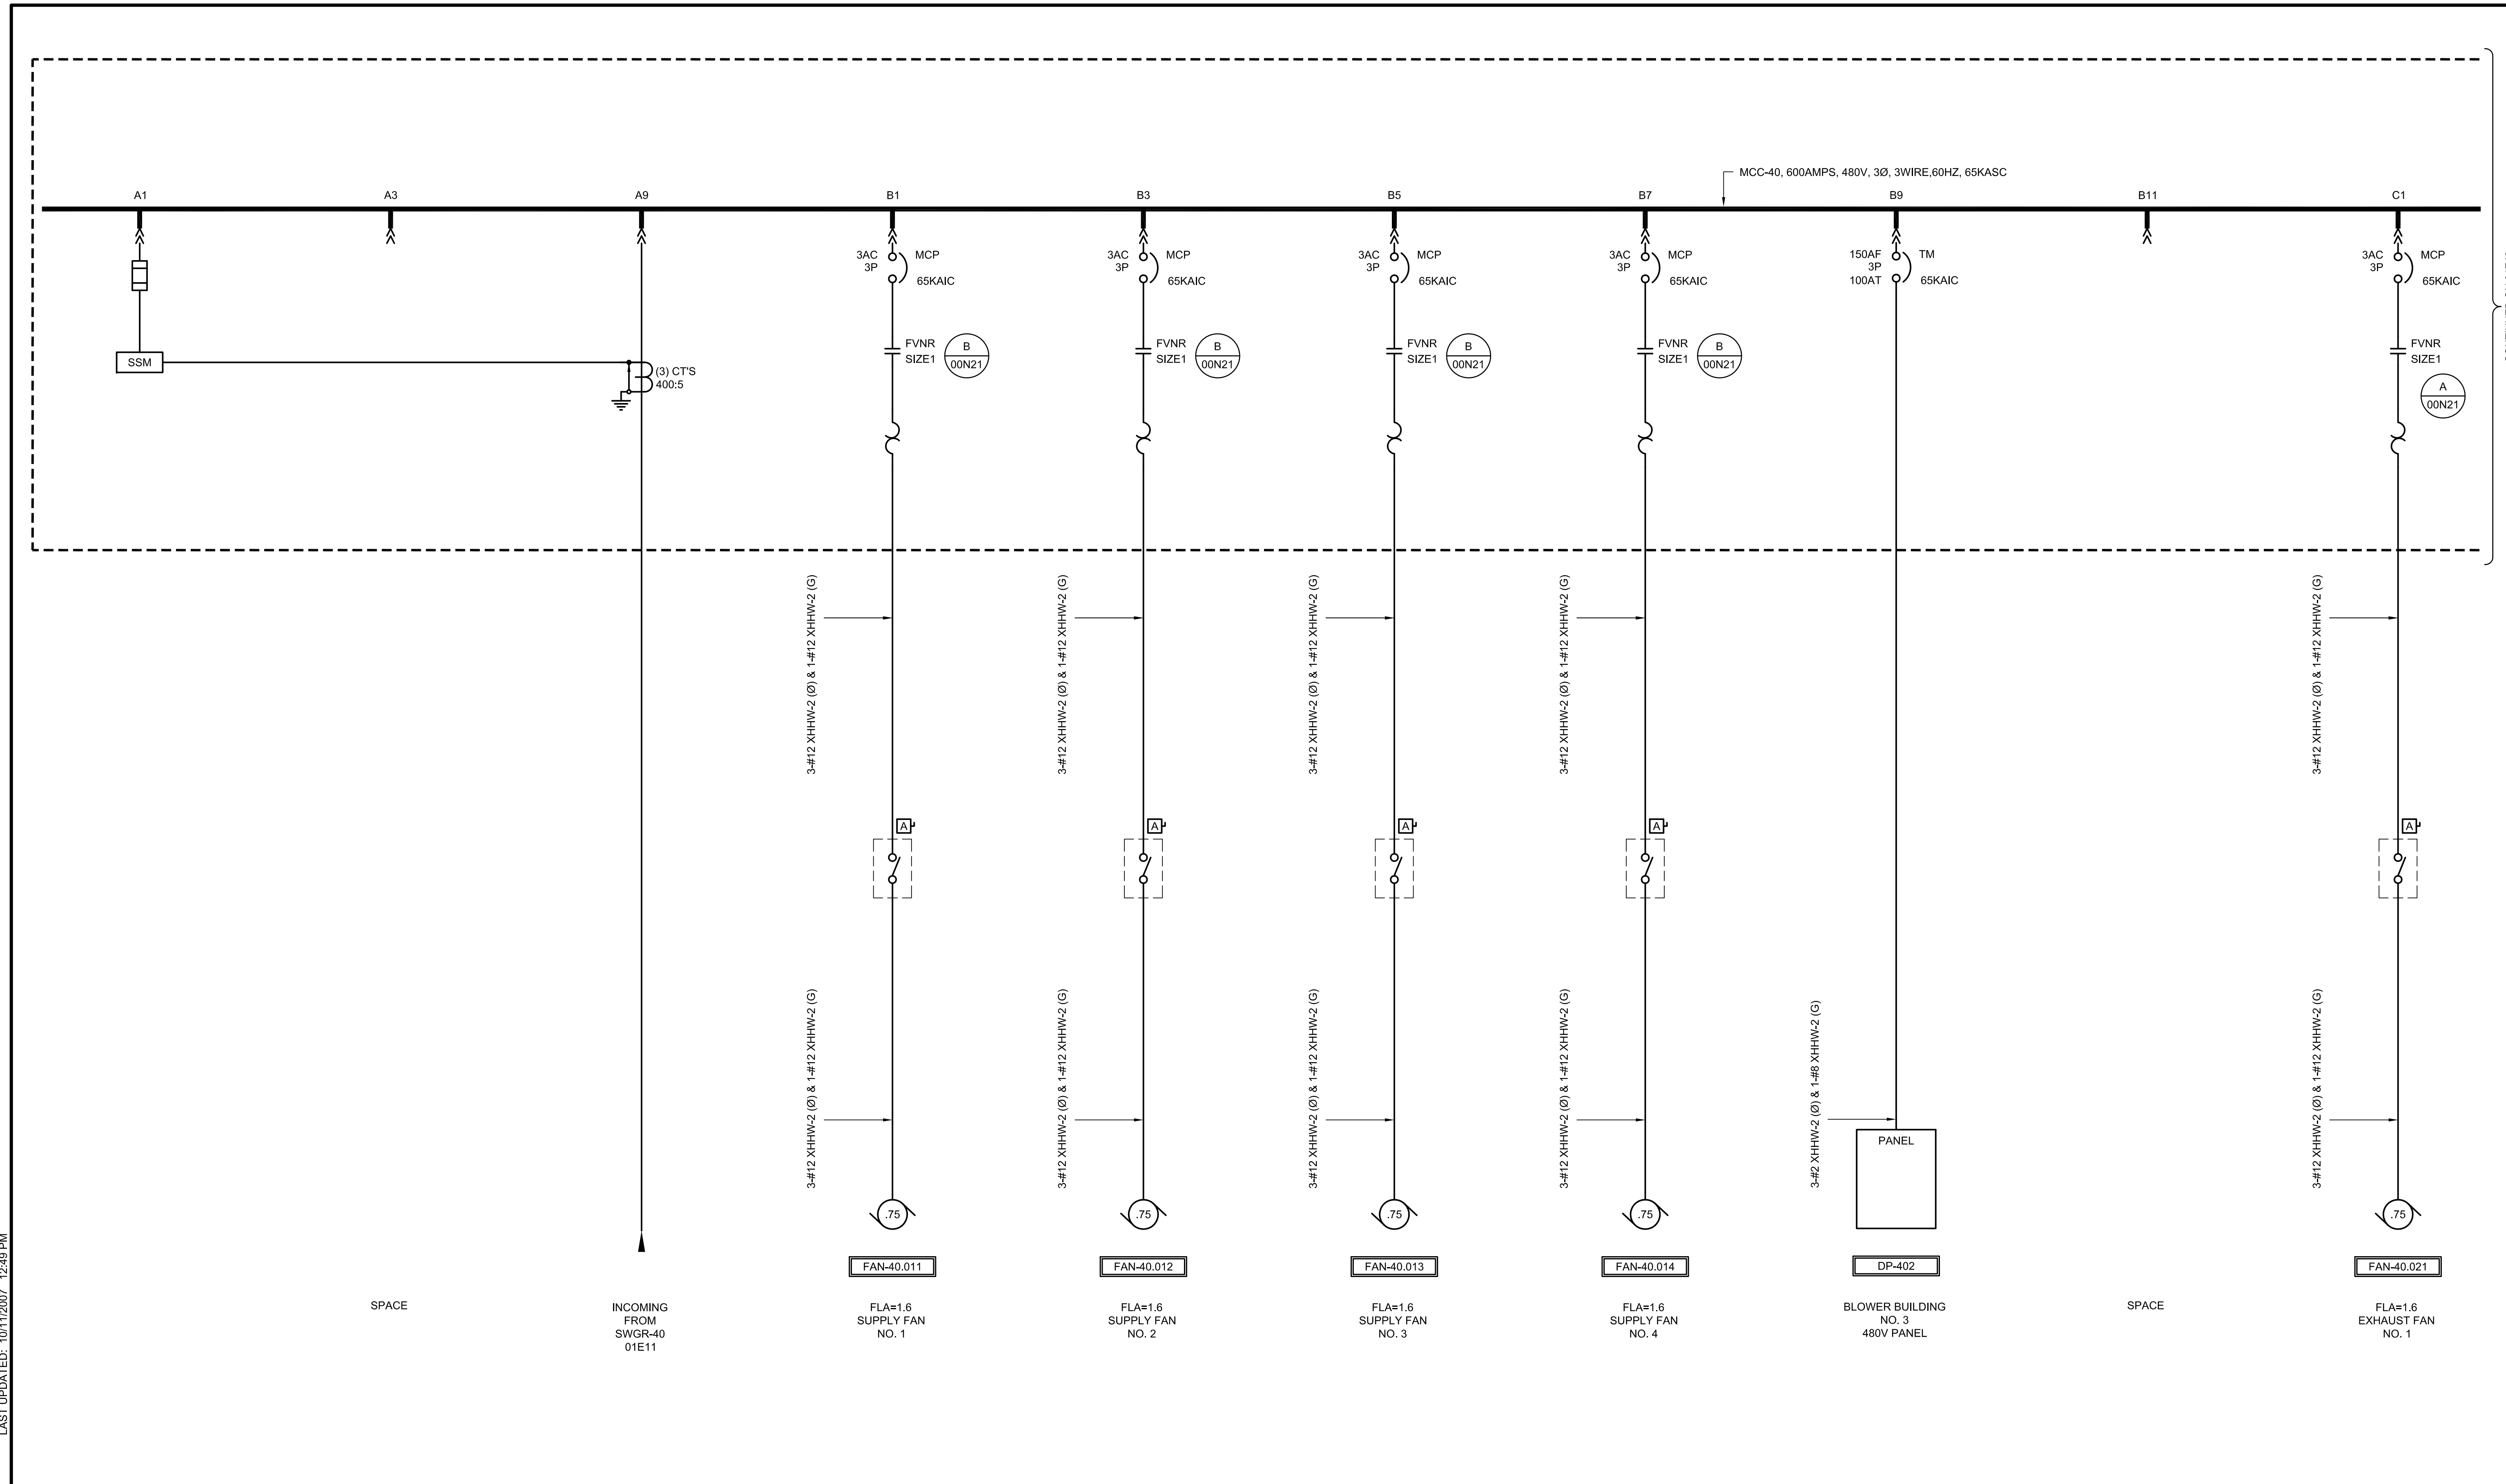 MCC-40, 600AMPS, 480V, 3Ø, 3WIRE,60HZ, 65KASC
A1
A3
A9
B1
B3
B5
B7
B9
B11
C1
SSM
(3) CT'S
400:5
3AC
3P
MCP
65KAIC
FVNR
SIZE1
B
00N21
3AC
3P
MCP
65KAIC
FVNR
SIZE1
B
00N21
3AC
3P
MCP
65KAIC
FVNR
SIZE1
B
00N21
3AC
3P
MCP
65KAIC
FVNR
SIZE1
B
00N21
150AF
3P
100AT
TM
65KAIC
3AC
3P
MCP
65KAIC
FVNR
SIZE1
A
00N21
3-#12 XHHW-2 (Ø) & 1-#12 XHHW-2 (G)
3-#12 XHHW-2 (Ø) & 1-#12 XHHW-2 (G)
3-#12 XHHW-2 (Ø) & 1-#12 XHHW-2 (G)
3-#12 XHHW-2 (Ø) & 1-#12 XHHW-2 (G)
3-#12 XHHW-2 (Ø) & 1-#12 XHHW-2 (G)
A
A
A
A
A
3-#12 XHHW-2 (Ø) & 1-#12 XHHW-2 (G)
3-#12 XHHW-2 (Ø) & 1-#12 XHHW-2 (G)
3-#12 XHHW-2 (Ø) & 1-#12 XHHW-2 (G)
3-#12 XHHW-2 (Ø) & 1-#12 XHHW-2 (G)
3-#2 XHHW-2 (Ø) & 1-#8 XHHW-2 (G)
3-#12 XHHW-2 (Ø) & 1-#12 XHHW-2 (G)
PANEL
.75
.75
.75
.75
.75
FAN-40.011
FAN-40.012
FAN-40.013
FAN-40.014
DP-402
FAN-40.021
SPACE
INCOMING
FROM
SWGR-40
01E11
FLA=1.6
SUPPLY FAN
NO. 1
FLA=1.6
SUPPLY FAN
NO. 2
FLA=1.6
SUPPLY FAN
NO. 3
FLA=1.6
SUPPLY FAN
NO. 4
BLOWER BUILDING
NO. 3
480V PANEL
SPACE
FLA=1.6
EXHAUST FAN
NO. 1
LAST UPDATED: 10/11/2007 12:49 PM